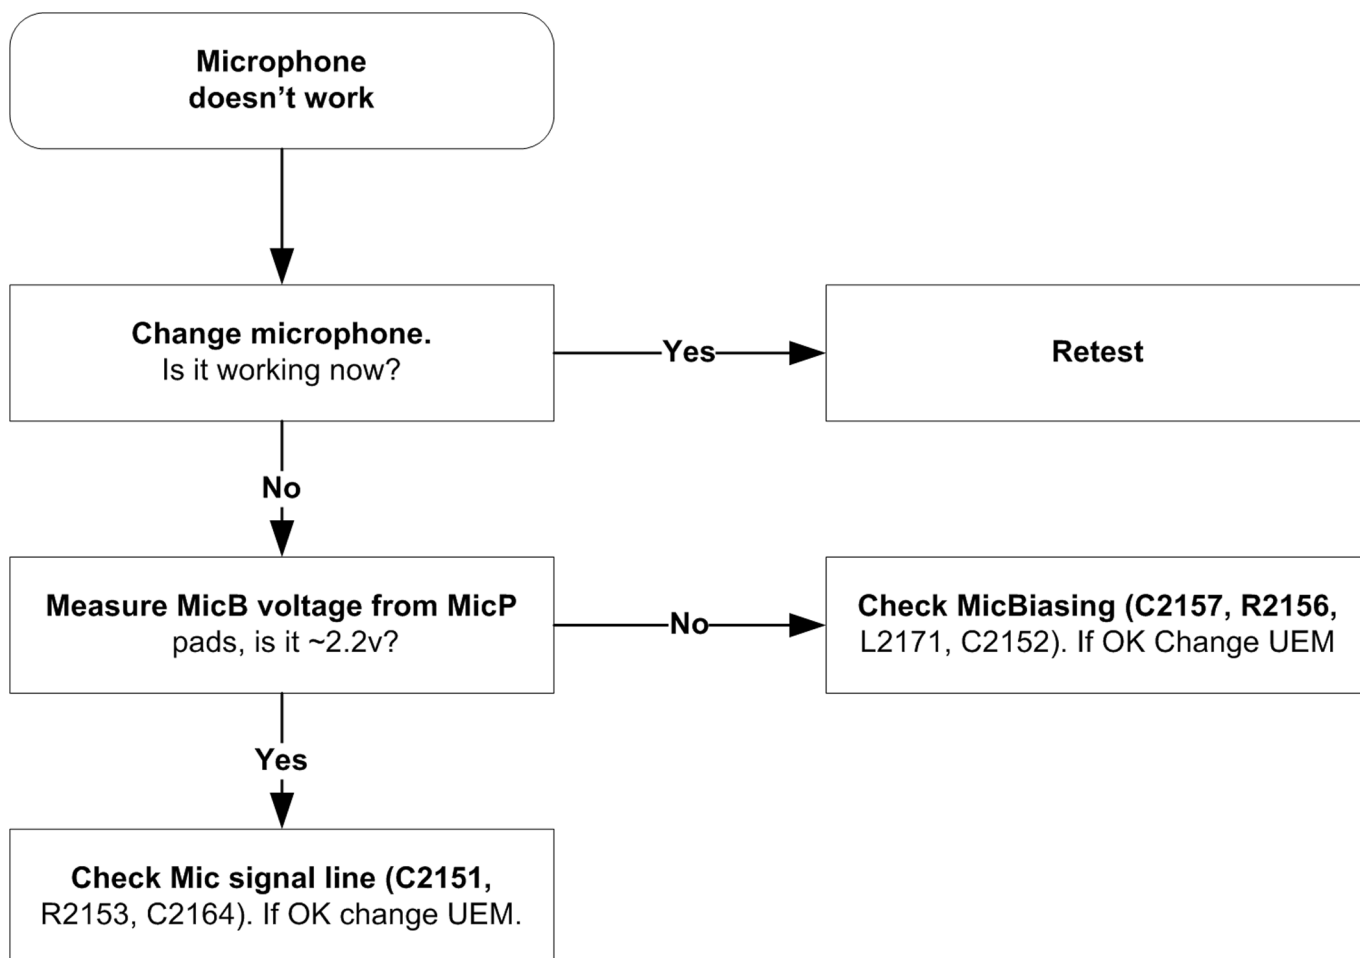 Microphone
doesn’t work
Change microphone.
Is it working now?
Yes
Retest
No
Measure MicB voltage from MicP
pads, is it ~2.2v?
No
Check MicBiasing (C2157, R2156,
L2171, C2152). If OK Change UEM
Yes
Check Mic signal line (C2151,
R2153, C2164). If OK change UEM.